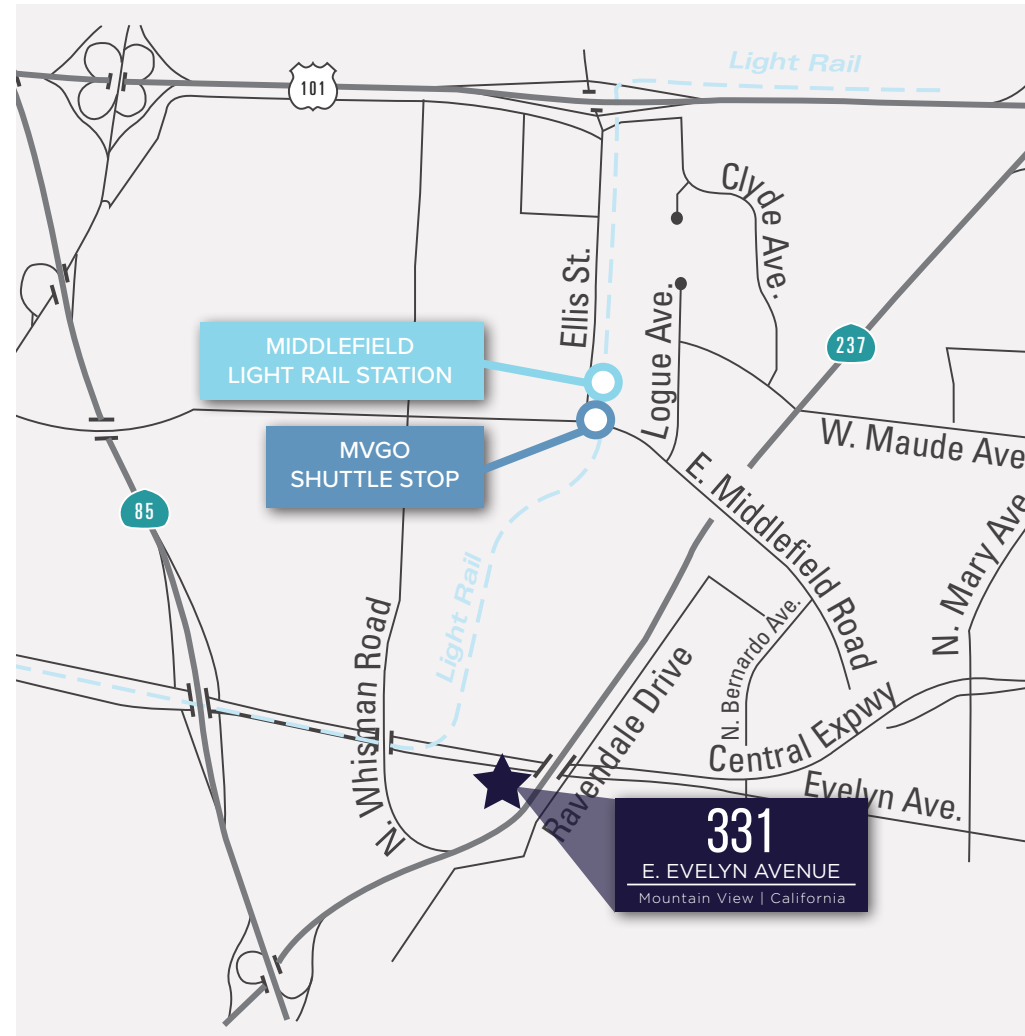 Light Rail
101
Clyde Ave.
Ellis St.
Logue Ave.
237
MIDDLEFIELD
LIGHT RAIL STATION
MVGO
SHUTTLE STOP
W. Maude Ave
E. Middlefield Road
85
N. Mary Ave
Light Rail
N. Whisman Road
N. Bernardo Ave.
Ravendale Drive
Central Expwy
Evelyn Ave.
331
E. EVELYN AVENUE
Mountain View | California